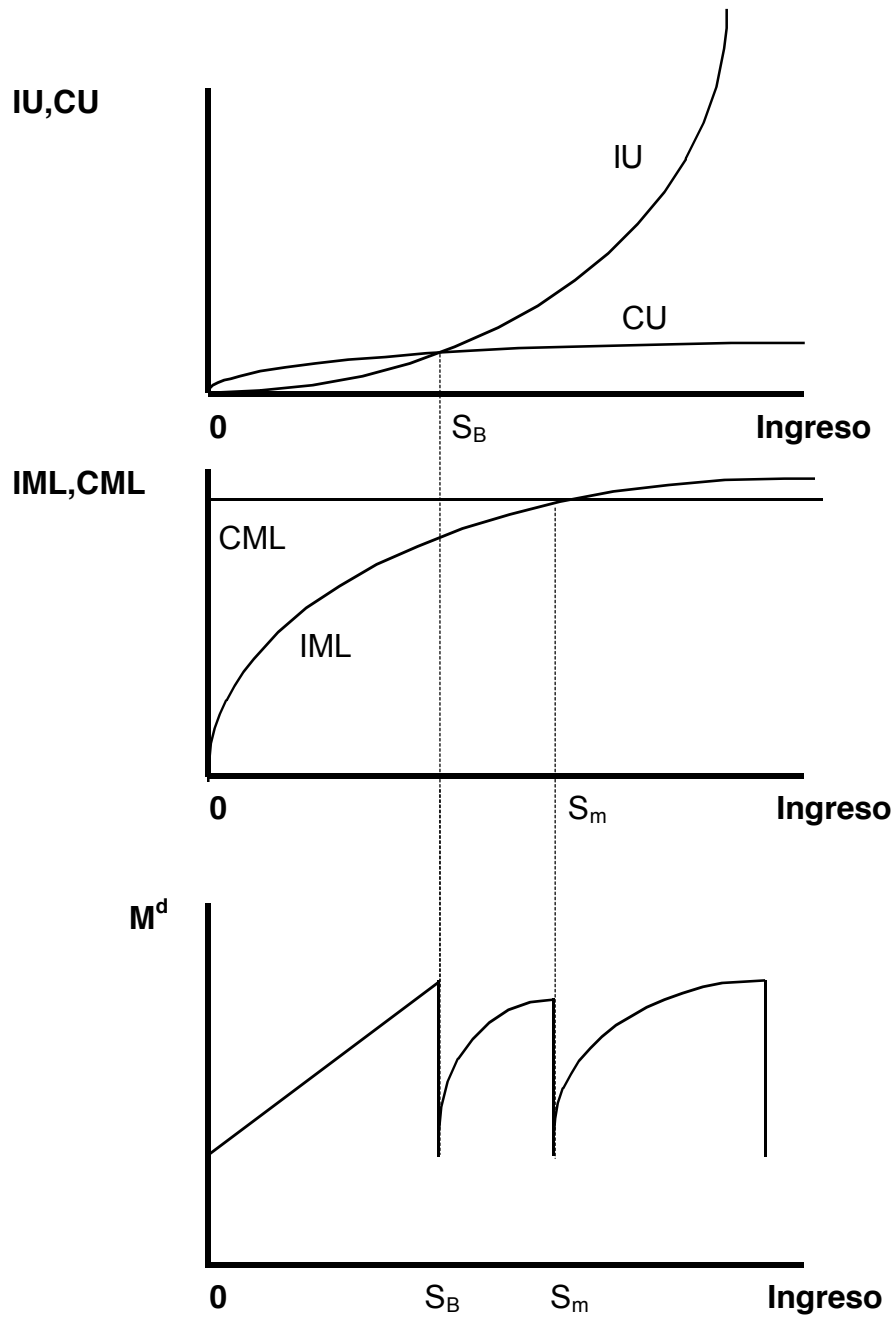 IU,CU
IU
CU
0 S_B Ingreso
IML,CML
CML
IML
0 S_m Ingreso
M^d
0 S_B S_m Ingreso